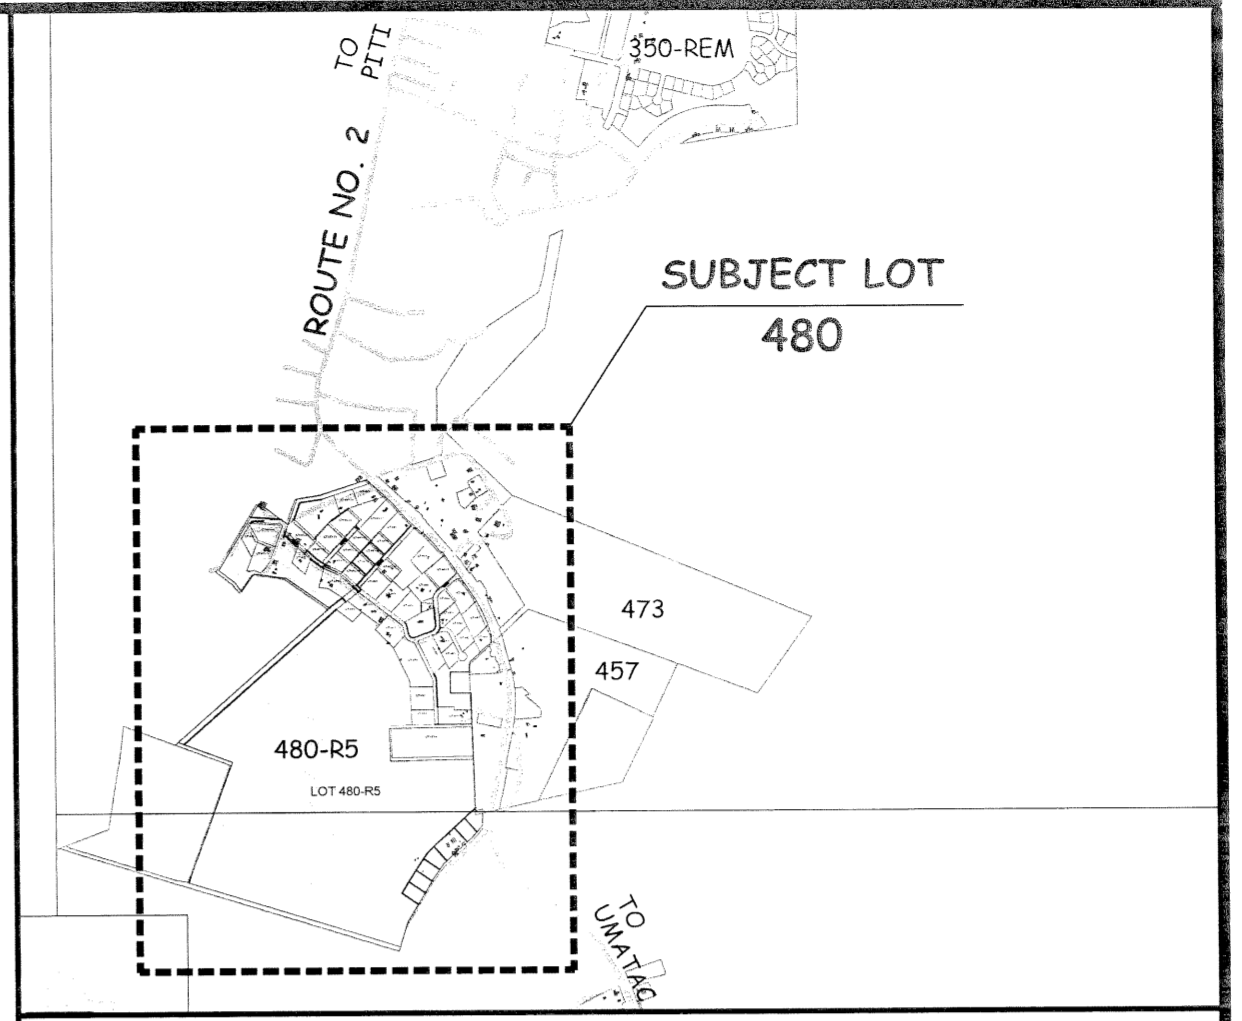 TO
PITI
350-REM
ROUTE NO. 2
SUBJECT LOT
480
473
457
480-R5
LOT 480-R5
TO
UMATAC